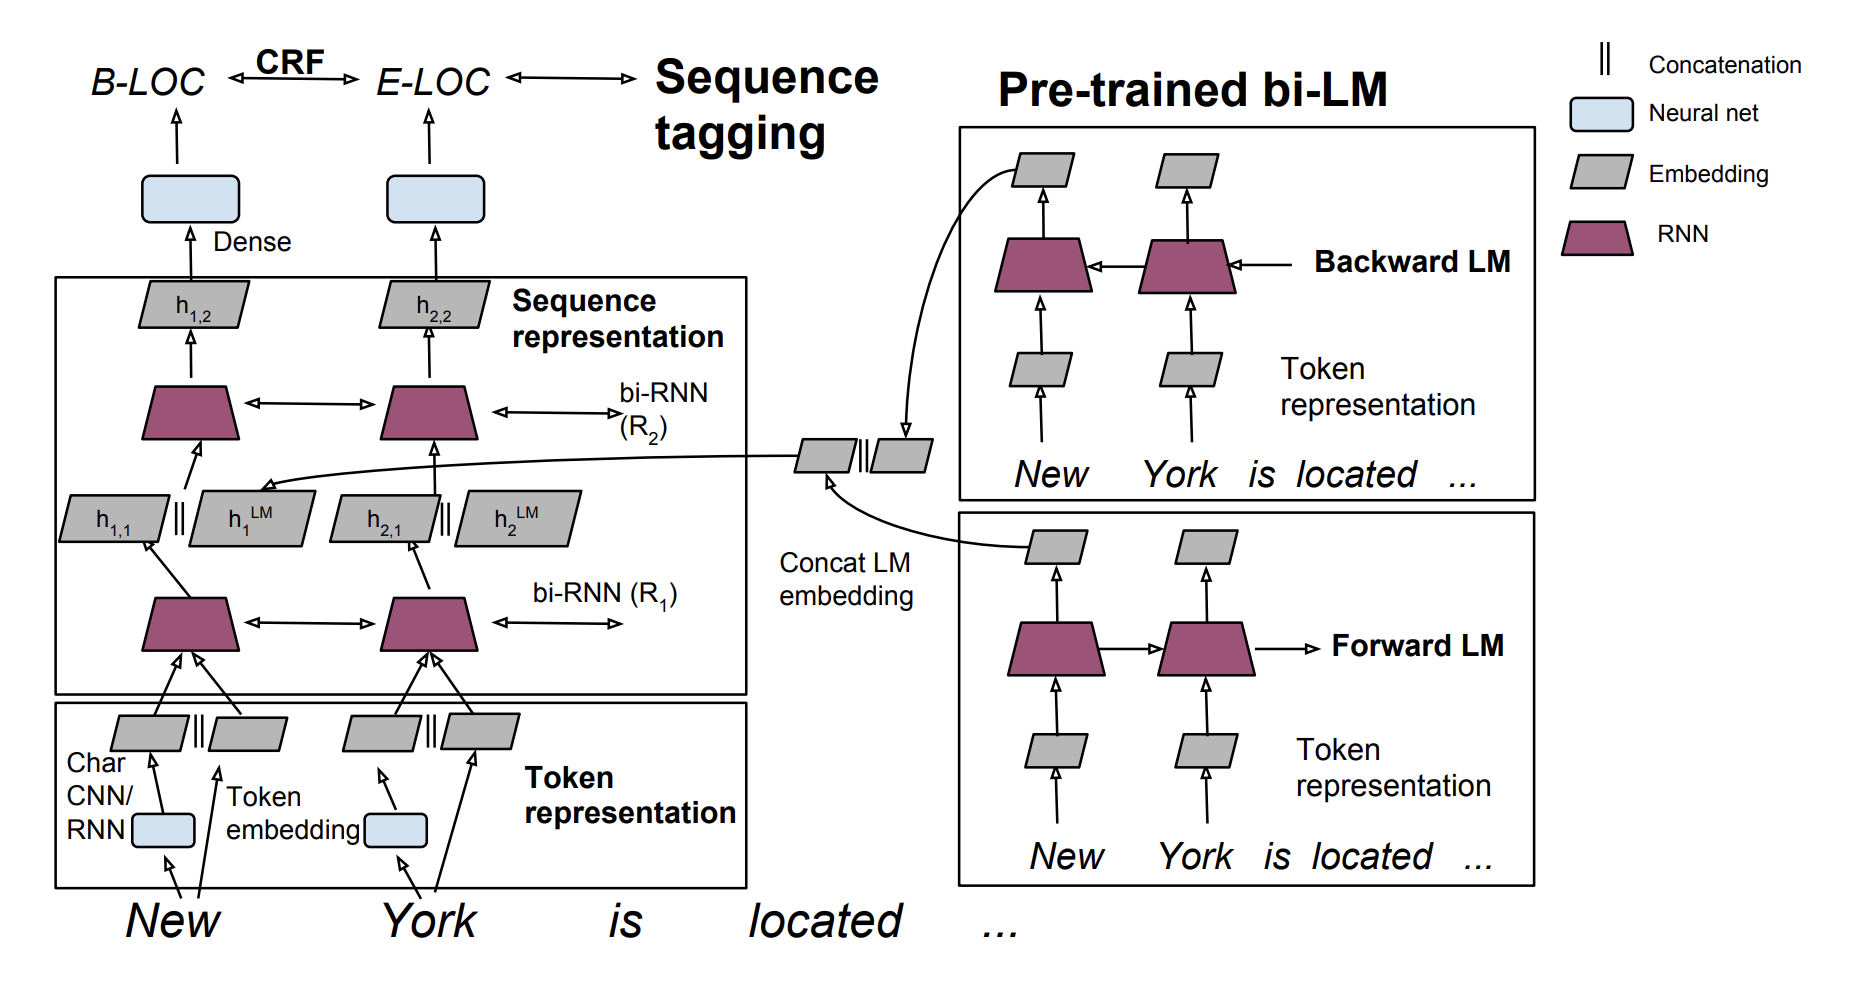 B-LOC
CRF
E-LOC
Sequence
tagging
Dense
h1,2
h2,2
Sequence
representation
bi-RNN
(R2)
h1,1
h1LM
h2,1
h2LM
bi-RNN (R1)
Char
CNN/
RNN
Token
embedding
Token
representation
New York is located ...
Concat LM
embedding
Pre-trained bi-LM
Backward LM
Token
representation
New York is located ...
Forward LM
Token
representation
New York is located ...
Concatenation
Neural net
Embedding
RNN